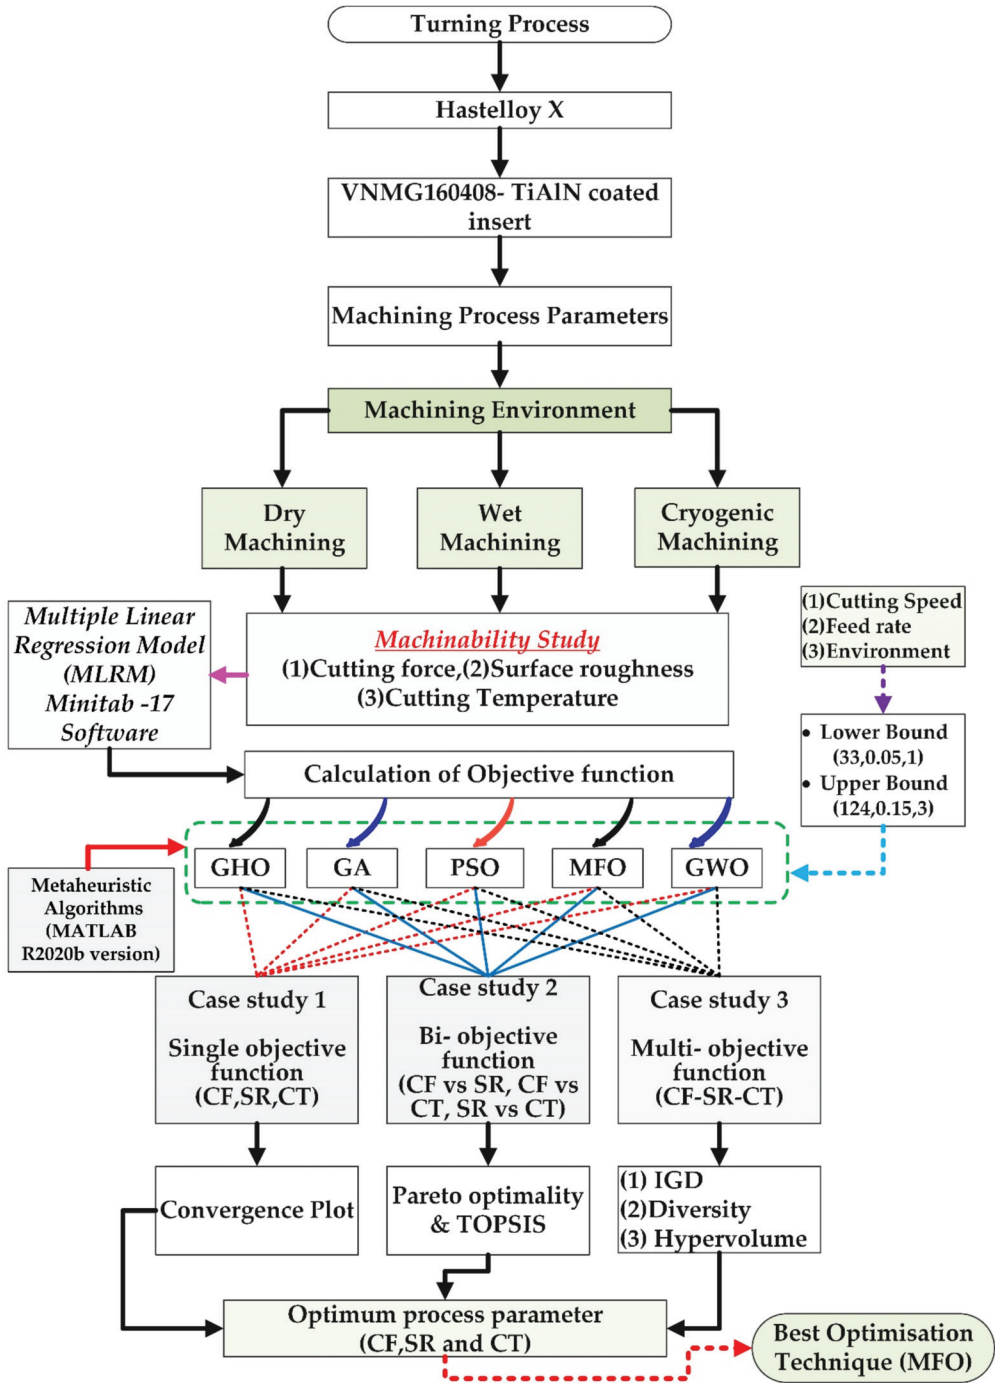 Turning Process
Hastelloy X
VNMG160408- TiAlN coated
insert
Machining Process Parameters
Machining Environment
Dry
Machining
Wet
Machining
Cryogenic
Machining
Multiple Linear
Regression Model
(MLRM)
Minitab -17
Software
Machinability Study
(1)Cutting force,(2)Surface roughness
(3)Cutting Temperature
(1)Cutting Speed
(2)Feed rate
(3)Environment
• Lower Bound
(33,0.05,1)
• Upper Bound
(124,0.15,3)
Calculation of Objective function
GHO
GA
PSO
MFO
GWO
Metaheuristic
Algorithms
(MATLAB
R2020b version)
Case study 1
Single objective
function
(CF,SR,CT)
Case study 2
Bi- objective
function
(CF vs SR, CF vs
CT, SR vs CT)
Case study 3
Multi- objective
function
(CF-SR-CT)
Convergence Plot
Pareto optimality
& TOPSIS
(1) IGD
(2)Diversity
(3) Hypervolume
Optimum process parameter
(CF,SR and CT)
Best Optimisation
Technique (MFO)